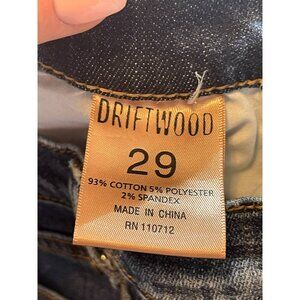 DRIFTWOOD
29
93% COTTON 5% POLYESTER
2% SPANDEX
MADE IN CHINA
RN 110712